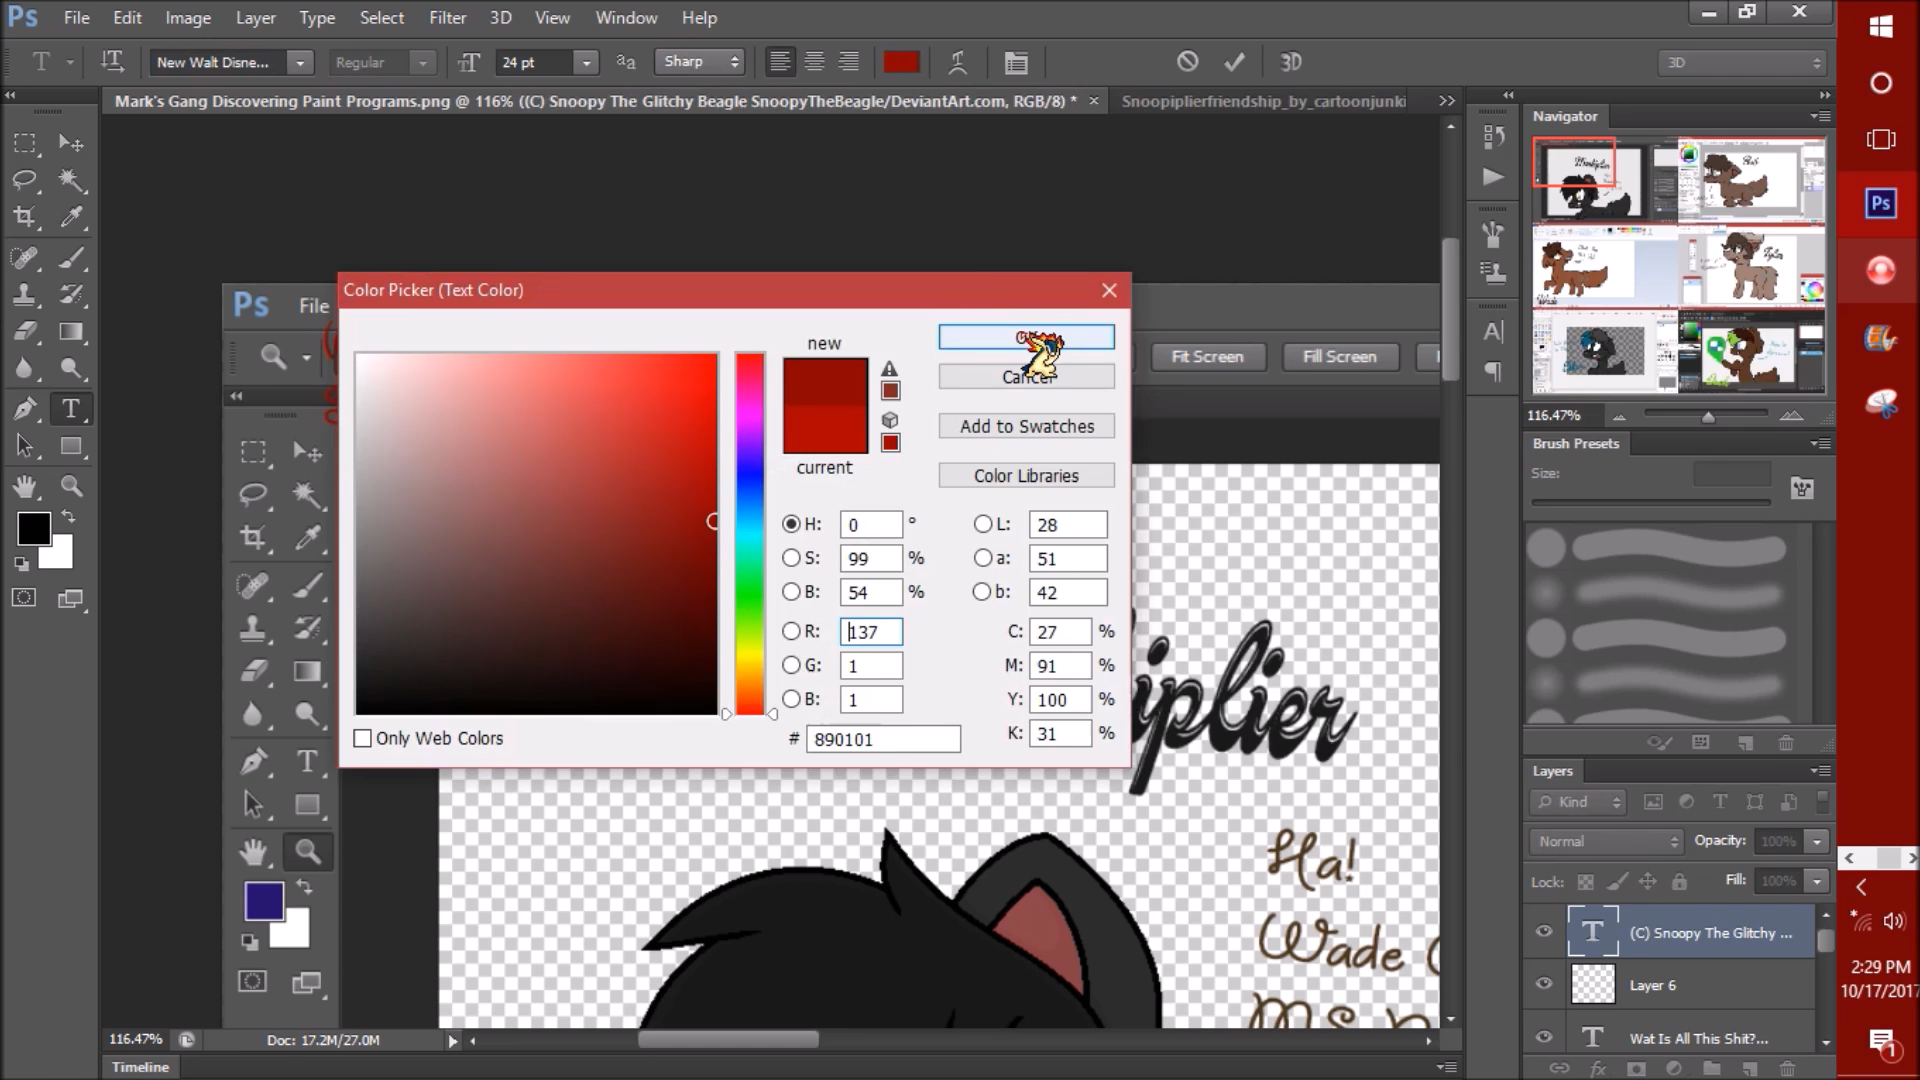 Ps File Edit Image Layer Type Select Filter 3D View Window Help
New Walt Disne... Regular 24 pt Sharp 3D 3D
Mark's Gang Discovering Paint Programs.png @ 116% ((C) Snoopy The Glitchy Beagle SnoopyTheBeagle/DeviantArt.com, RGB/8) *
Snoopiplierfriendship_by_cartoonjunki
Navigator
116.47%
Brush Presets
Size:
Layers
Kind
Normal Opacity: 100%
Lock: Fill: 100%
(C) Snoopy The Glitchy ...
Layer 6
Wat Is All This Shit?...
Ps File
Fit Screen Fill Screen
Color Picker (Text Color)
new
current
Cancel
Add to Swatches
Color Libraries
H: 0 ° L: 28
S: 99 % a: 51
B: 54 % b: 42
R: 137 C: 27 %
G: 1 M: 91 %
B: 1 Y: 100 %
# 890101 K: 31 %
Only Web Colors
iplier
Ha!
Wade
116.47% Doc: 17.2M/27.0M
Timeline
Ps
2:29 PM
10/17/2017
1